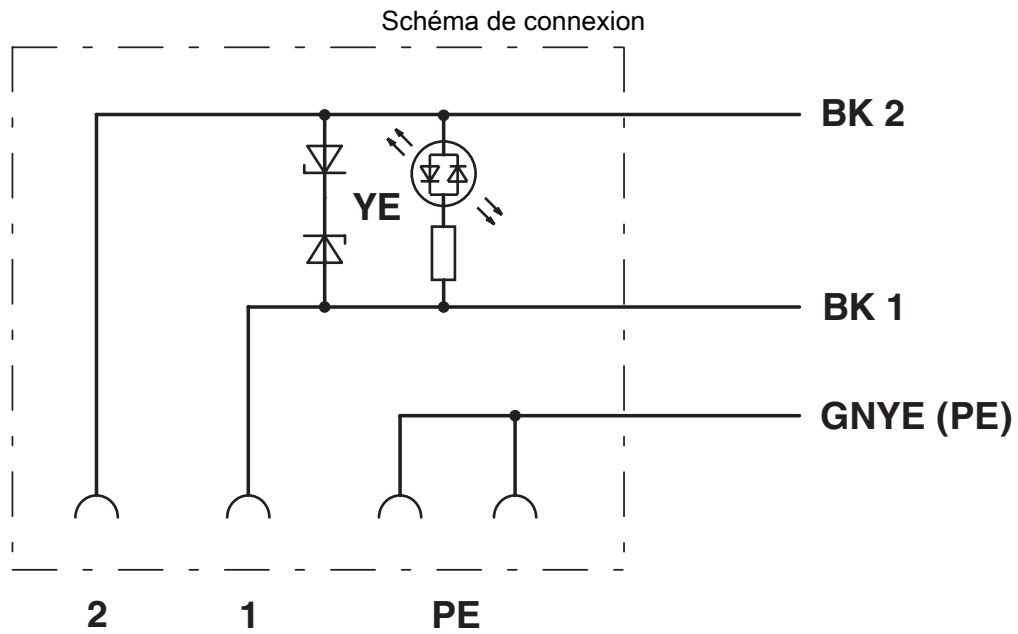 Schéma de connexion
BK 2
YE
BK 1
GNYE (PE)
2 1 PE